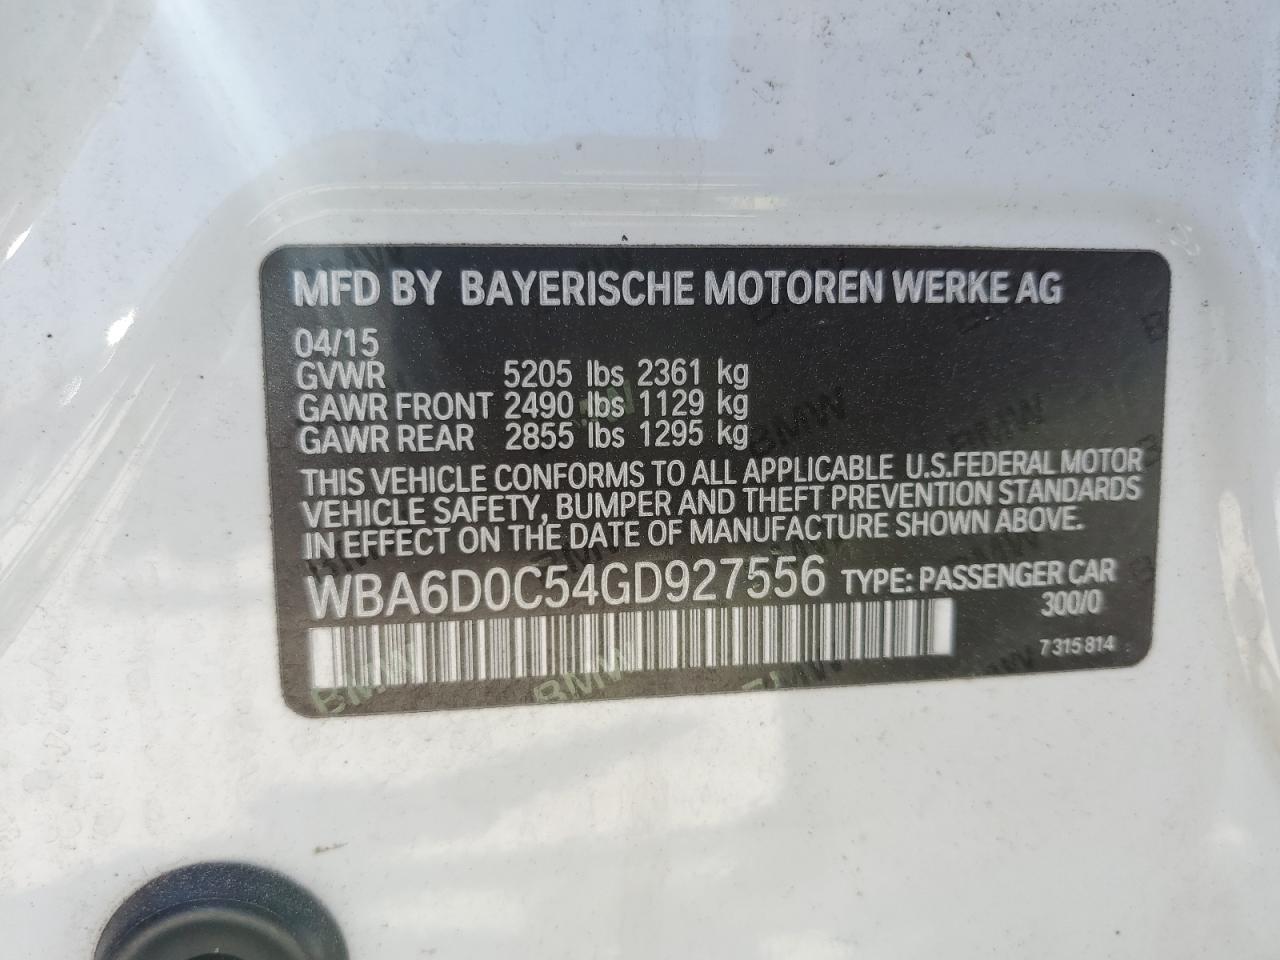 MFD BY BAYERISCHE MOTOREN WERKE AG
04/15
GVWR 5205 lbs 2361 kg
GAWR FRONT 2490 lbs 1129 kg
GAWR REAR 2855 lbs 1295 kg
THIS VEHICLE CONFORMS TO ALL APPLICABLE U.S.FEDERAL MOTOR
VEHICLE SAFETY, BUMPER AND THEFT PREVENTION STANDARDS
IN EFFECT ON THE DATE OF MANUFACTURE SHOWN ABOVE.
WBA6D0C54GD927556 TYPE: PASSENGER CAR
300/0
7 315 814